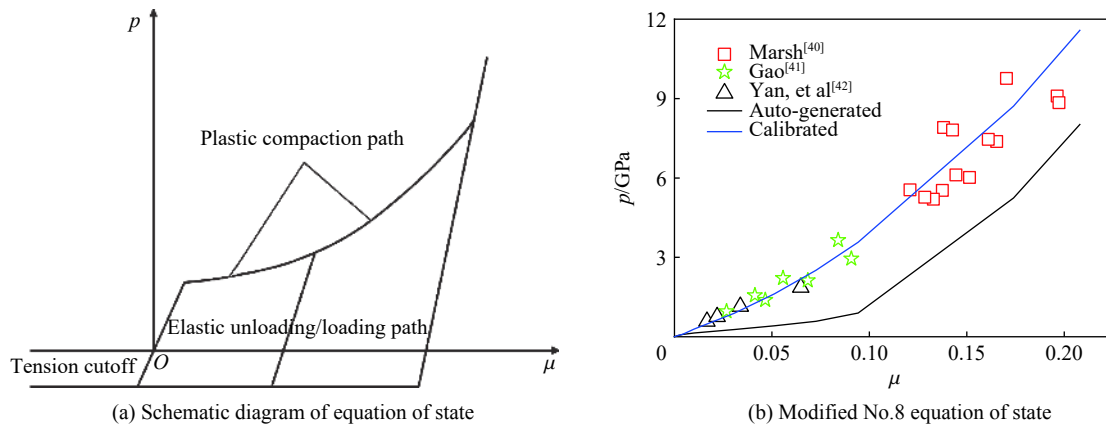 p
Plastic compaction path
Elastic unloading/loading path
Tension cutoff
O
μ
(a) Schematic diagram of equation of state
12
9
6
3
0
p/GPa
Marsh[40]
Gao[41]
Yan, et al[42]
Auto-generated
Calibrated
0.05
0.10
0.15
0.20
μ
(b) Modified No.8 equation of state